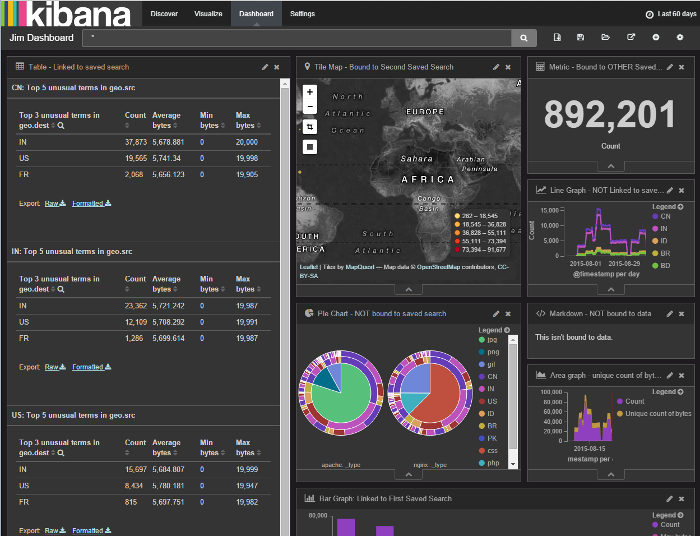 kibana
Discover Visualize Dashboard Settings
Last 60 days
Jim Dashboard
*
Table - Linked to saved search
CN: Top 5 unusual terms in geo.src
Top 3 unusual terms in geo.dest Count Average bytes Min bytes Max bytes
IN 37,873 5,678.881 0 20,000
US 19,565 5,741.34 0 19,998
FR 2,068 5,656.123 0 19,905
Export: Raw Formatted
IN: Top 5 unusual terms in geo.src
Top 3 unusual terms in geo.dest Count Average bytes Min bytes Max bytes
IN 23,362 5,721.242 0 19,987
US 12,109 5,708.292 0 19,991
FR 1,286 5,699.614 0 19,987
Export: Raw Formatted
US: Top 5 unusual terms in geo.src
Top 3 unusual terms in geo.dest Count Average bytes Min bytes Max bytes
IN 15,697 5,684.807 0 19,999
US 8,434 5,780.181 0 19,947
FR 815 5,697.751 0 19,982
Export: Raw Formatted
Tile Map - Bound to Second Saved Search
+
−
North
Atlantic
Ocean
EUROPE
Sahara
Arabian
Peninsula
AFRICA
Congo
Basin
South
Atlantic
UTH
ERICA
282 – 18,545
18,545 – 36,828
36,828 – 55,111
55,111 – 73,394
73,394 – 91,677
Leaflet | Tiles by MapQuest — Map data © OpenStreetMap contributors, CC-
BY-SA
Pie Chart - NOT bound to saved search
Legend
jpg
png
gif
CN
IN
US
ID
BR
PK
css
php
apache: _type
nginx: _type
Metric - Bound to OTHER Saved...
892,201
Count
Line Graph - NOT Linked to save...
Legend
CN
IN
ID
BR
BD
15,000
10,000
5,000
0
Count
2015-08-01 2015-08-29
@timestamp per day
Markdown - NOT bound to data
This isn't bound to data.
Area graph - unique count of byt...
Legend
Count
Unique count of bytes
100,000
80,000
60,000
40,000
20,000
0
2015-08-15
mestamp per
Bar Graph: Linked to First Saved Search
80,000
Legend
Count